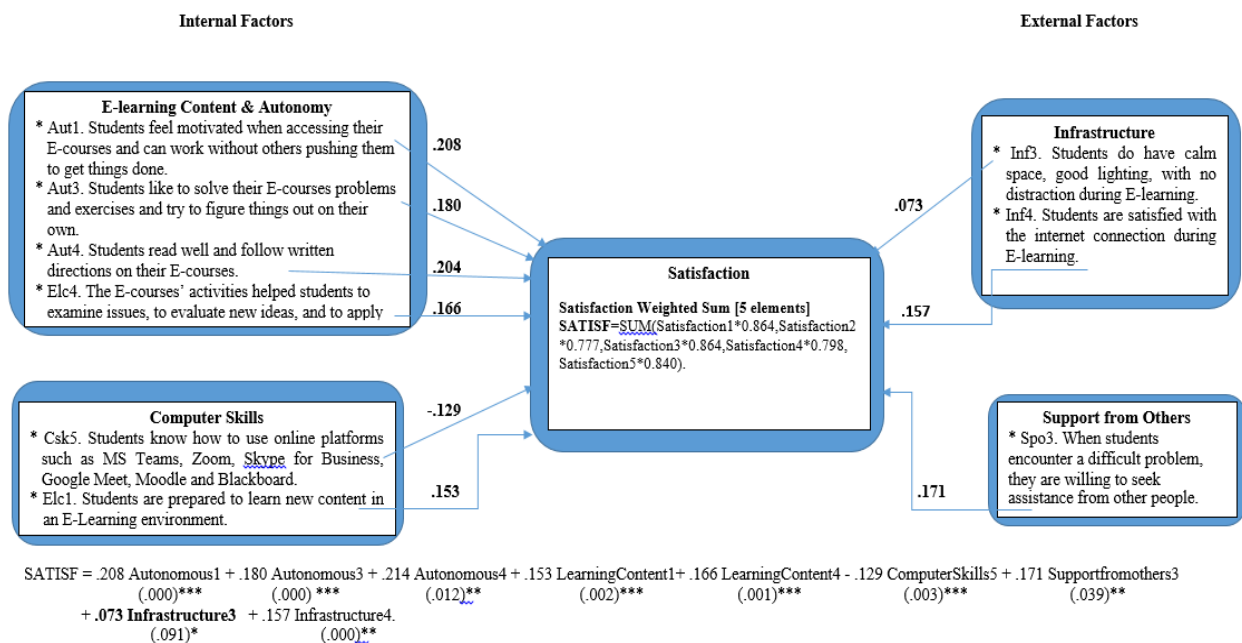 Internal Factors
External Factors
E-learning Content & Autonomy
* Aut1. Students feel motivated when accessing their
E-courses and can work without others pushing them
to get things done.
* Aut3. Students like to solve their E-courses problems
and exercises and try to figure things out on their
own.
* Aut4. Students read well and follow written
directions on their E-courses.
* Elc4. The E-courses’ activities helped students to
examine issues, to evaluate new ideas, and to apply
.208
.180
.204
.166
Computer Skills
* Csk5. Students know how to use online platforms
such as MS Teams, Zoom, Skype for Business,
Google Meet, Moodle and Blackboard.
* Elc1. Students are prepared to learn new content in
an E-Learning environment.
-.129
.153
Satisfaction
Satisfaction Weighted Sum [5 elements]
SATISF=SUM(Satisfaction1*0.864,Satisfaction2
*0.777,Satisfaction3*0.864,Satisfaction4*0.798,
Satisfaction5*0.840).
.073
.157
.171
Infrastructure
* Inf3. Students do have calm
space, good lighting, with no
distraction during E-learning.
* Inf4. Students are satisfied with
the internet connection during
E-learning.
Support from Others
* Spo3. When students
encounter a difficult problem,
they are willing to seek
assistance from other people.
SATISF = .208 Autonomous1 + .180 Autonomous3 + .214 Autonomous4 + .153 LearningContent1+ .166 LearningContent4 - .129 ComputerSkills5 + .171 Supportfromothers3
(.000)*** (.000) *** (.012)** (.002)*** (.001)*** (.003)*** (.039)**
+ .073 Infrastructure3 + .157 Infrastructure4.
(.091)* (.000)**